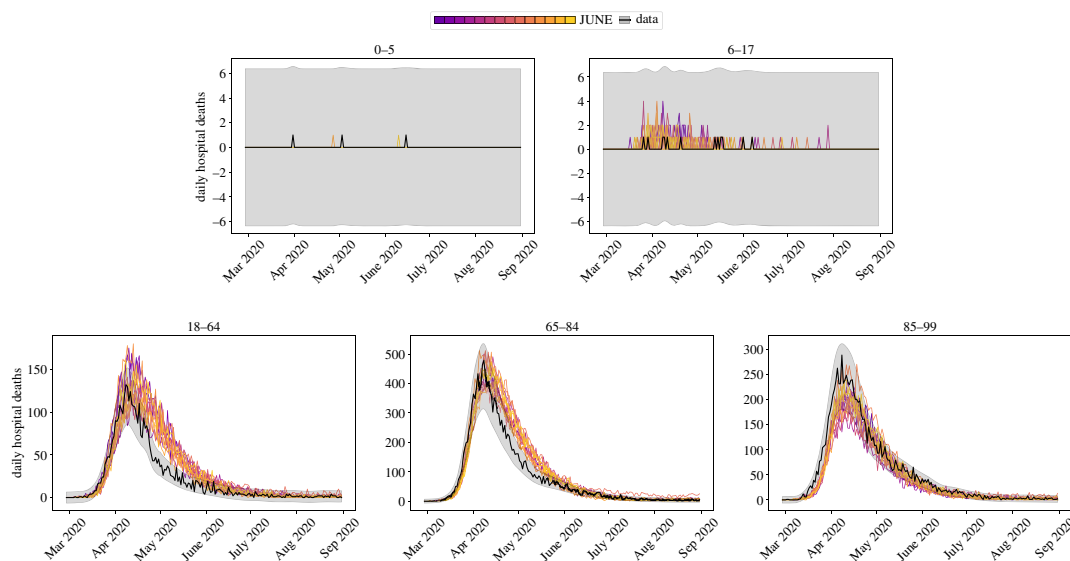 JUNE data
0–5
6–17
daily hospital deaths
6
4
2
0
−2
−4
−6
Mar 2020
Apr 2020
May 2020
June 2020
July 2020
Aug 2020
Sep 2020
6
4
2
0
−2
−4
−6
Mar 2020
Apr 2020
May 2020
June 2020
July 2020
Aug 2020
Sep 2020
18–64
65–84
85–99
daily hospital deaths
150
100
50
0
Mar 2020
Apr 2020
May 2020
June 2020
July 2020
Aug 2020
Sep 2020
500
400
300
200
100
0
Mar 2020
Apr 2020
May 2020
June 2020
July 2020
Aug 2020
Sep 2020
300
250
200
150
100
50
0
Mar 2020
Apr 2020
May 2020
June 2020
July 2020
Aug 2020
Sep 2020